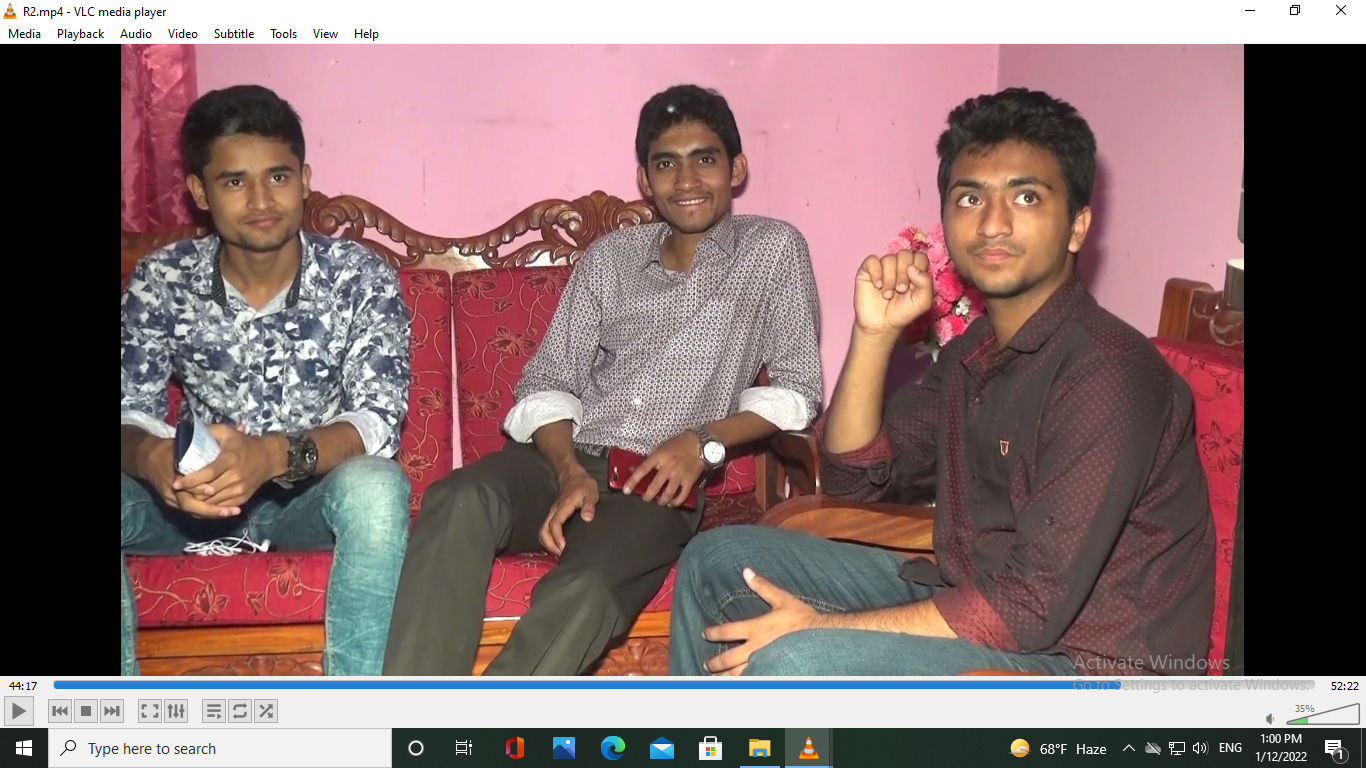 R2.mp4 - VLC media player
Media Playback Audio Video Subtitle Tools View Help
Activate Windows
Go to Settings to activate Windows.
44:17
52:22
35%
Type here to search
68°F Haze
ENG
1:00 PM
1/12/2022
1